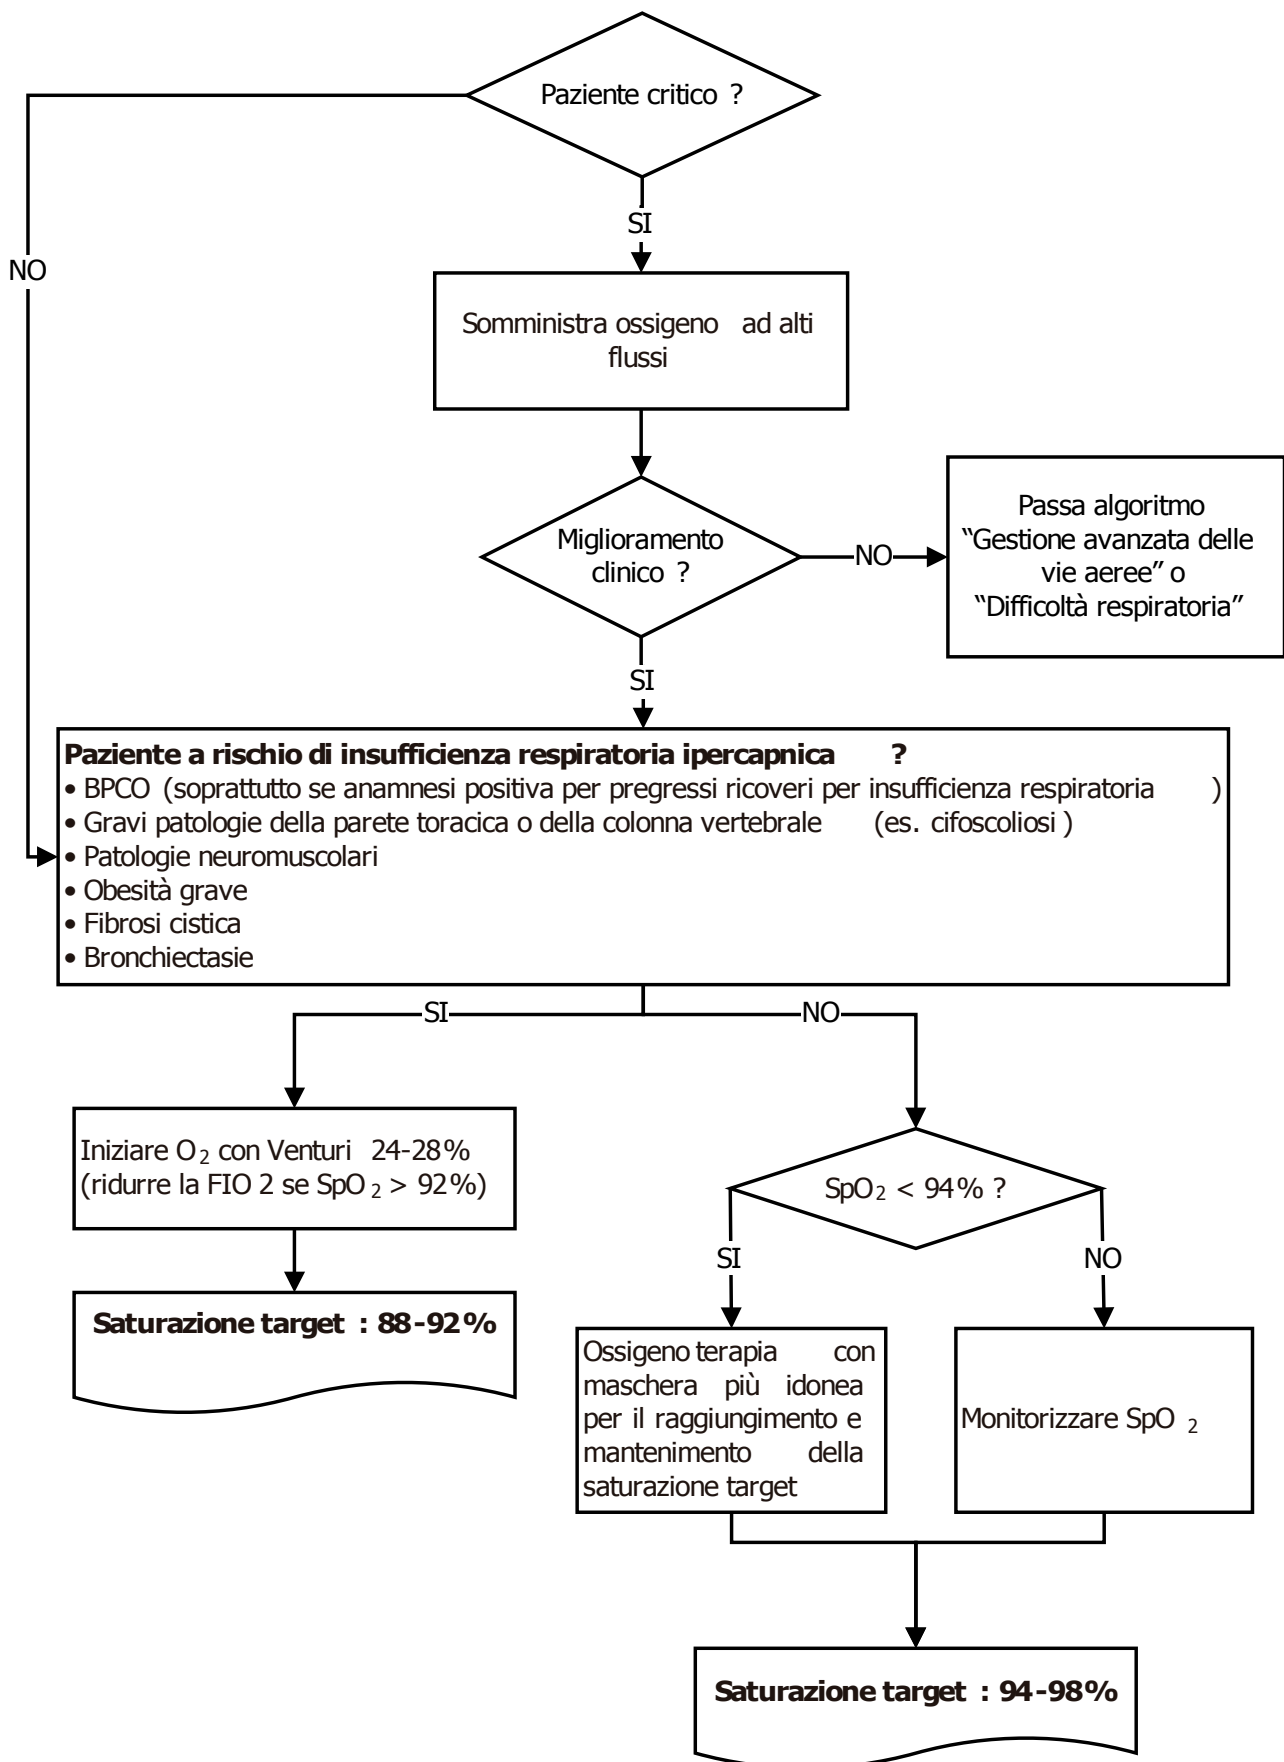 Paziente critico ?
SI
NO
Somministra ossigeno ad alti
flussi
Miglioramento
clinico ?
NO
Passa algoritmo
“Gestione avanzata delle
vie aeree” o
“Difficoltà respiratoria”
SI
Paziente a rischio di insufficienza respiratoria ipercapnica ?
• BPCO (soprattutto se anamnesi positiva per pregressi ricoveri per insufficienza respiratoria )
• Gravi patologie della parete toracica o della colonna vertebrale (es. cifoscoliosi )
• Patologie neuromuscolari
• Obesità grave
• Fibrosi cistica
• Bronchiectasie
SI
NO
Iniziare O2 con Venturi 24-28%
(ridurre la FIO 2 se SpO2 > 92%)
Saturazione target : 88-92%
SpO2 < 94% ?
SI
NO
Ossigeno terapia con
maschera più idonea
per il raggiungimento e
mantenimento della
saturazione target
Monitorizzare SpO 2
Saturazione target : 94-98%